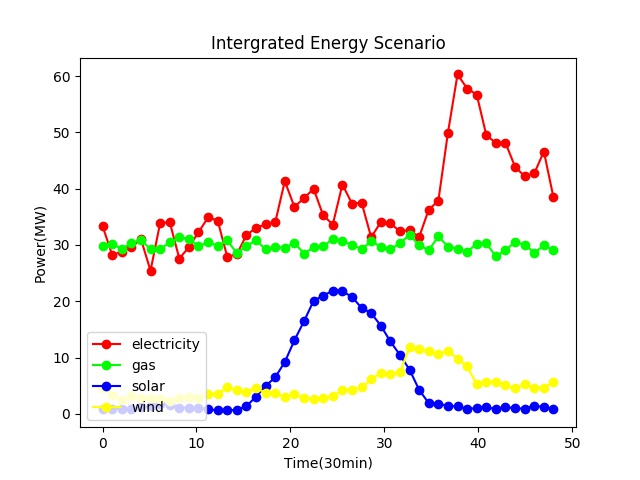 Intergrated Energy Scenario
Power(MW)
60
50
40
30
20
10
0
electricity
gas
solar
wind
0 10 20 30 40 50
Time(30min)